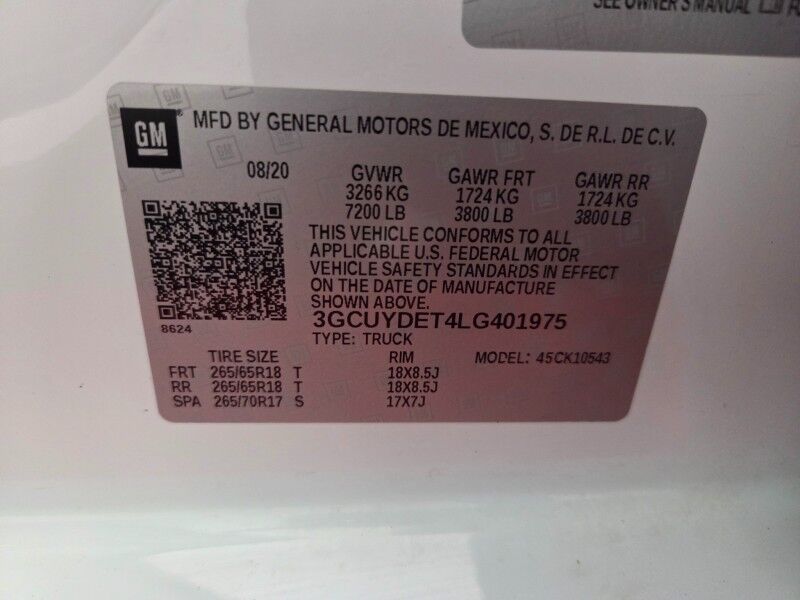 SEE OWNER'S MANUAL
GM
MFD BY GENERAL MOTORS DE MEXICO, S. DE R.L. DE C.V.
08/20 GVWR GAWR FRT GAWR RR
3266 KG 1724 KG 1724 KG
7200 LB 3800 LB 3800 LB
THIS VEHICLE CONFORMS TO ALL
APPLICABLE U.S. FEDERAL MOTOR
VEHICLE SAFETY STANDARDS IN EFFECT
ON THE DATE OF MANUFACTURE
SHOWN ABOVE.
8624
3GCUYDET4LG401975
TYPE: TRUCK
TIRE SIZE RIM MODEL: 45CK10543
FRT 265/65R18 T 18X8.5J
RR 265/65R18 T 18X8.5J
SPA 265/70R17 S 17X7J